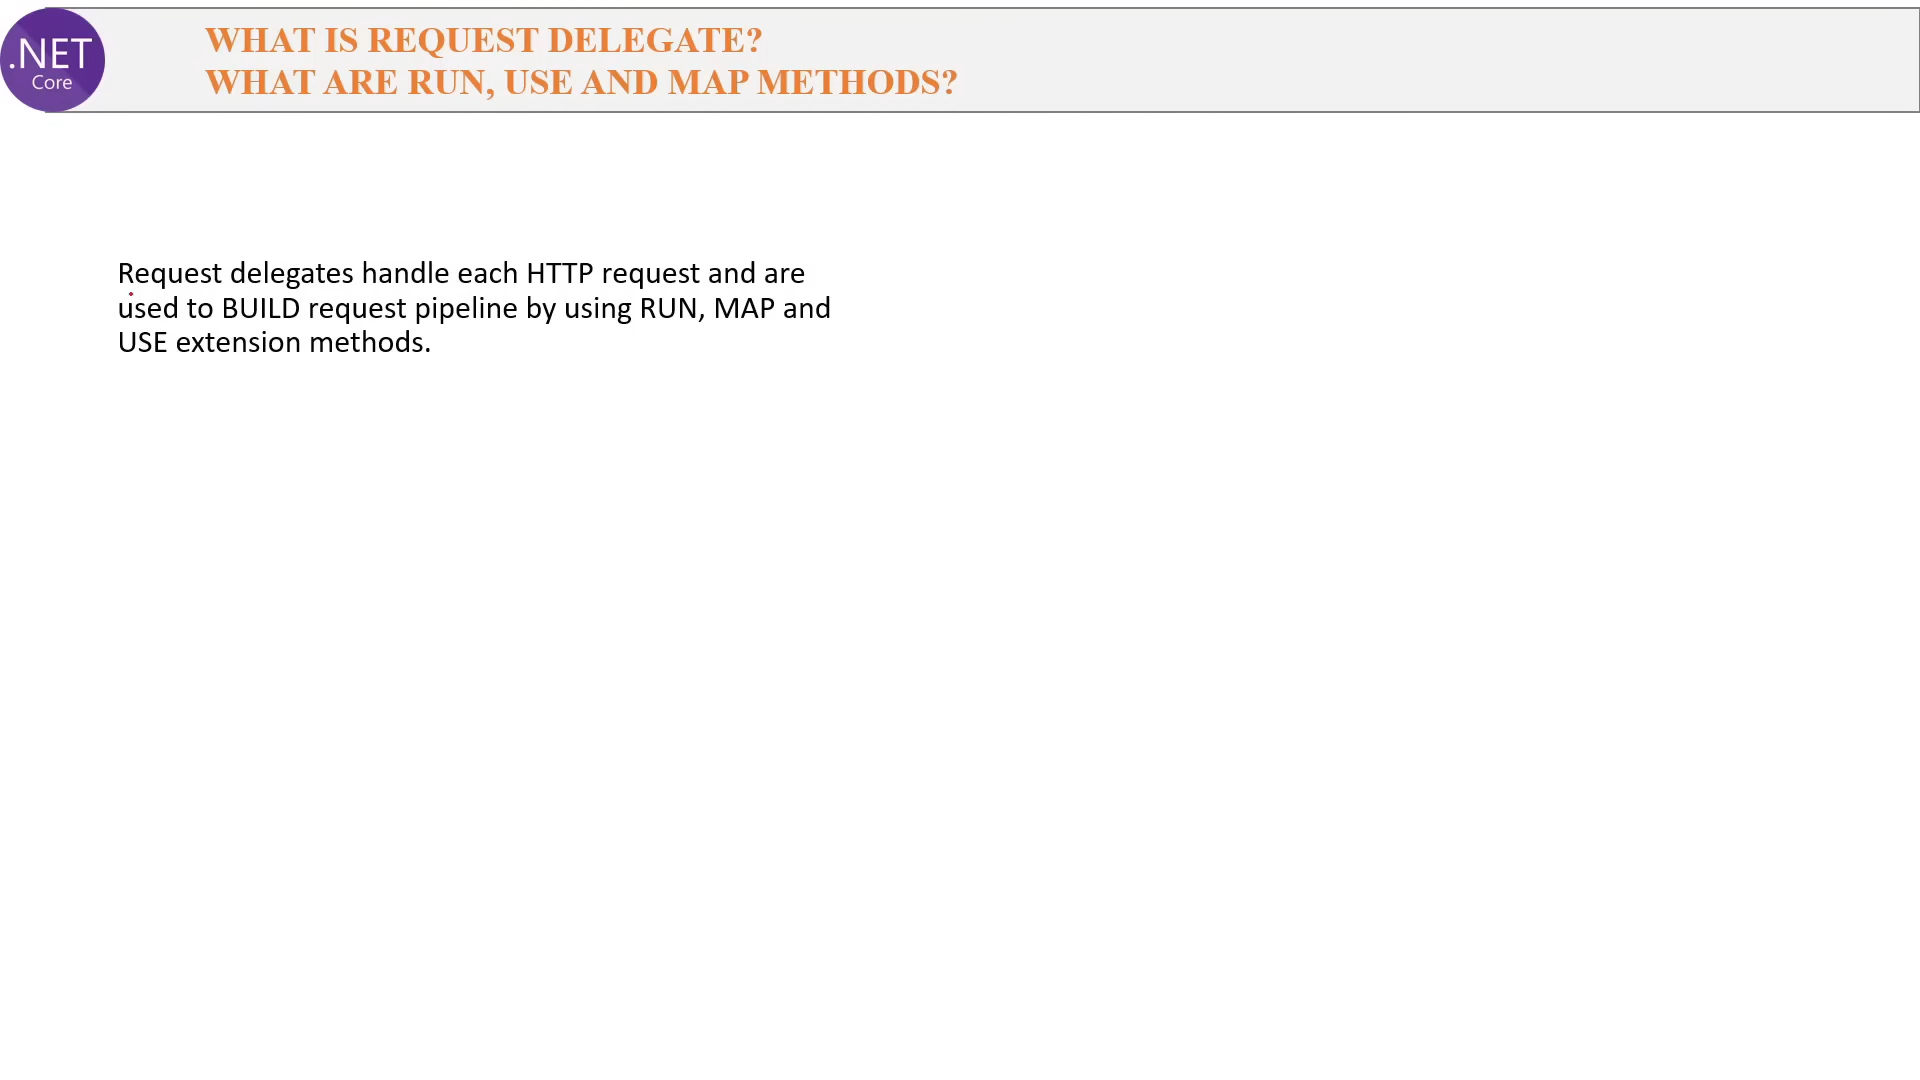 .NET
Core
WHAT IS REQUEST DELEGATE?
WHAT ARE RUN, USE AND MAP METHODS?
Request delegates handle each HTTP request and are
used to BUILD request pipeline by using RUN, MAP and
USE extension methods.